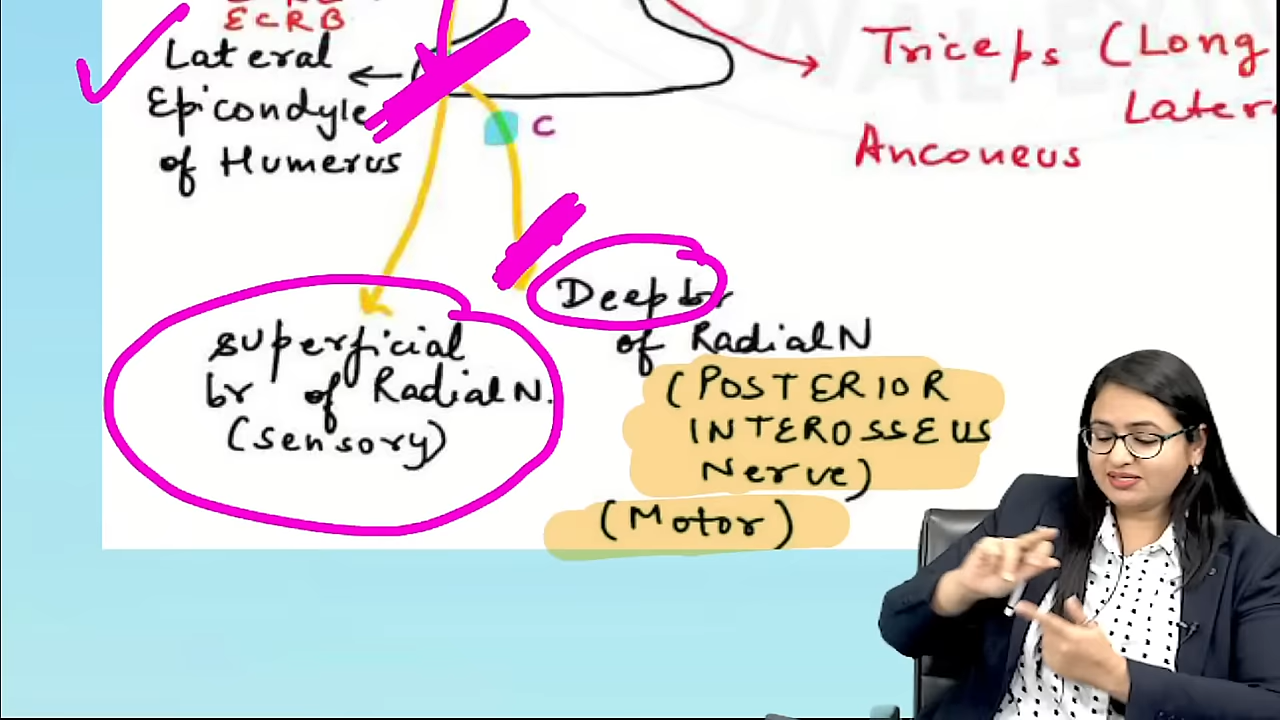 ECRB
Lateral
Epicondyle
of Humerus
Triceps (Long
Later
Anconeus
C
Superficial
br of Radial N.
(Sensory)
Deep br
of Radial N
(POSTERIOR
INTEROSSEUS
Nerve)
(Motor)